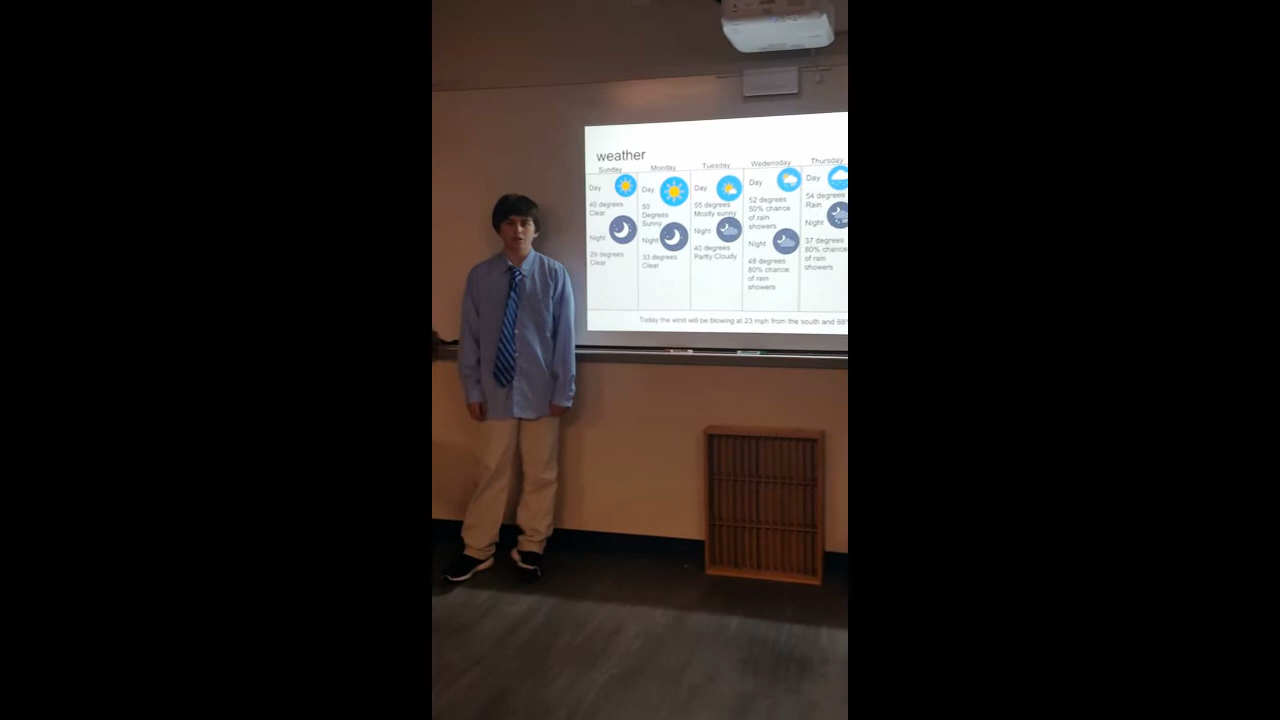 weather
Sunday
Day
40 degrees
Clear
Night
29 degrees
Clear
Monday
Day
50
Degrees
Sunny
Night
33 degrees
Clear
Tuesday
Day
55 degrees
Mostly sunny
Night
40 degrees
Partly Cloudy
Wedensday
Day
52 degrees
50% chance
of rain
showers
Night
48 degrees
80% chance
of rain
showers
Thursday
Day
54 degrees
Rain
Night
37 degrees
80% chance
of rain
showers
Today the wind will be blowing at 23 mph from the south and